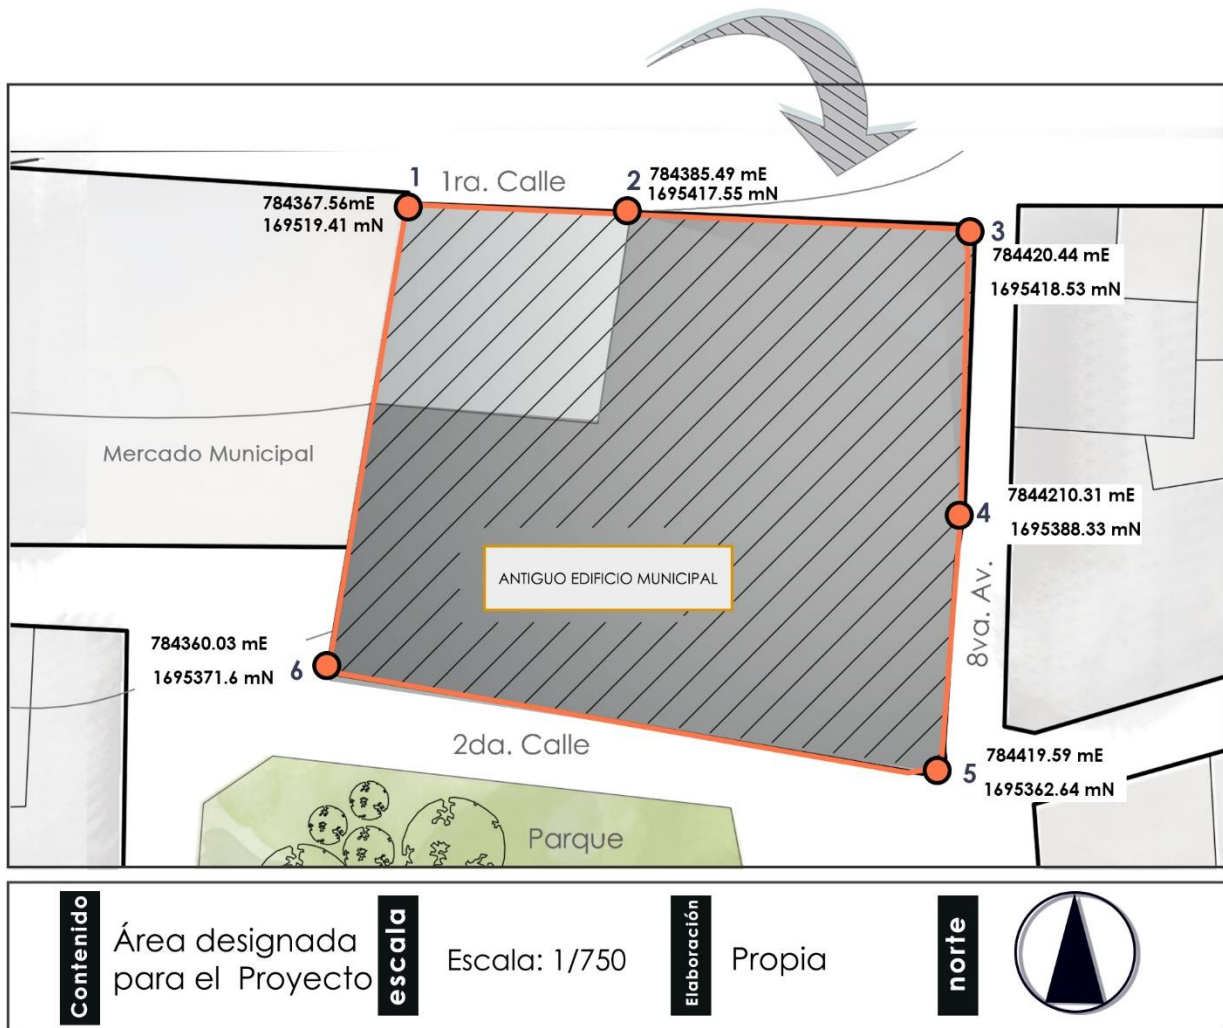 1
1ra. Calle
2
784385.49 mE
1695417.55 mN
784367.56mE
169519.41 mN
3
784420.44 mE
1695418.53 mN
Mercado Municipal
7844210.31 mE
4
1695388.33 mN
ANTIGUO EDIFICIO MUNICIPAL
8va. Av.
784360.03 mE
1695371.6 mN
6
2da. Calle
784419.59 mE
5
1695362.64 mN
Parque
Contenido
Área designada
para el Proyecto
escala
Escala: 1/750
Elaboración
Propia
norte